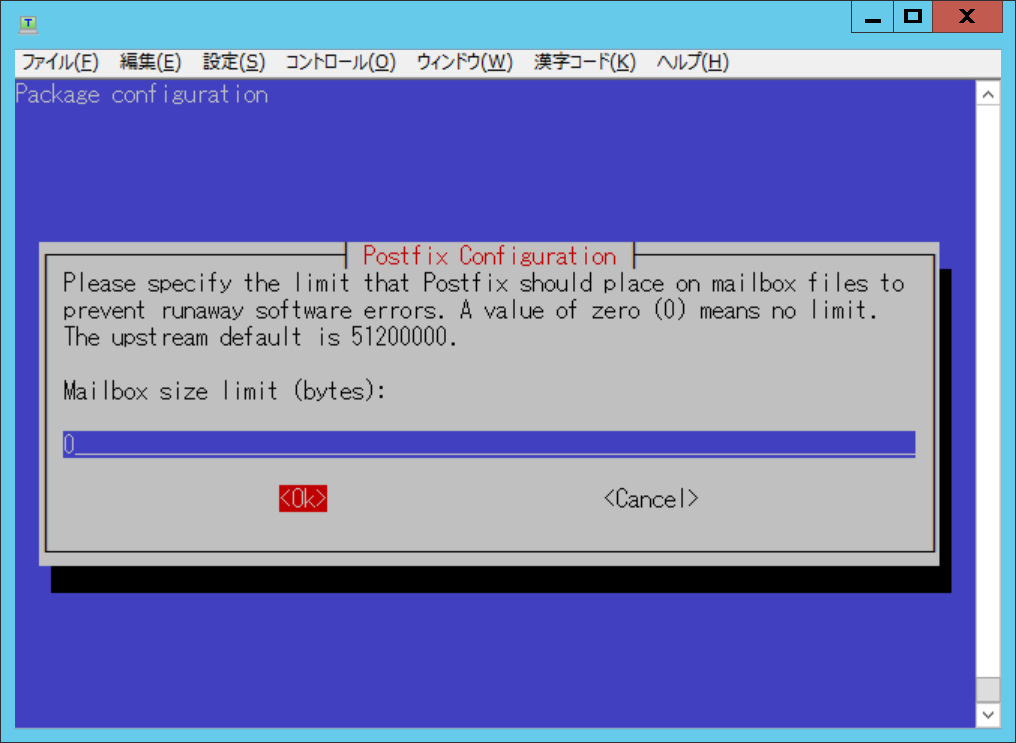 T
ファイル(F) 編集(E) 設定(S) コントロール(O) ウィンドウ(W) 漢字コード(K) ヘルプ(H)
Package configuration
Postfix Configuration
Please specify the limit that Postfix should place on mailbox files to
prevent runaway software errors. A value of zero (0) means no limit.
The upstream default is 51200000.
Mailbox size limit (bytes):
0
<Ok> <Cancel>